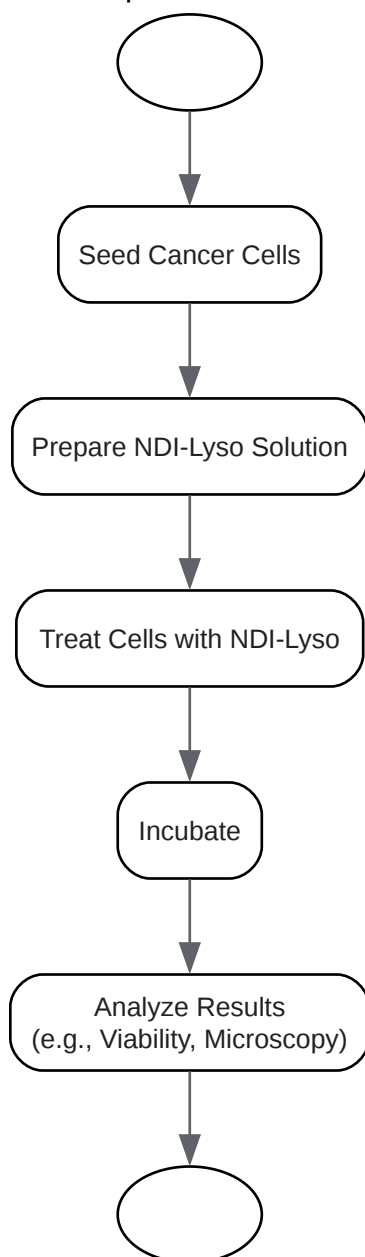 Seed Cancer Cells
Prepare NDI-Lyso Solution
Treat Cells with NDI-Lyso
Incubate
Analyze Results
(e.g., Viability, Microscopy)